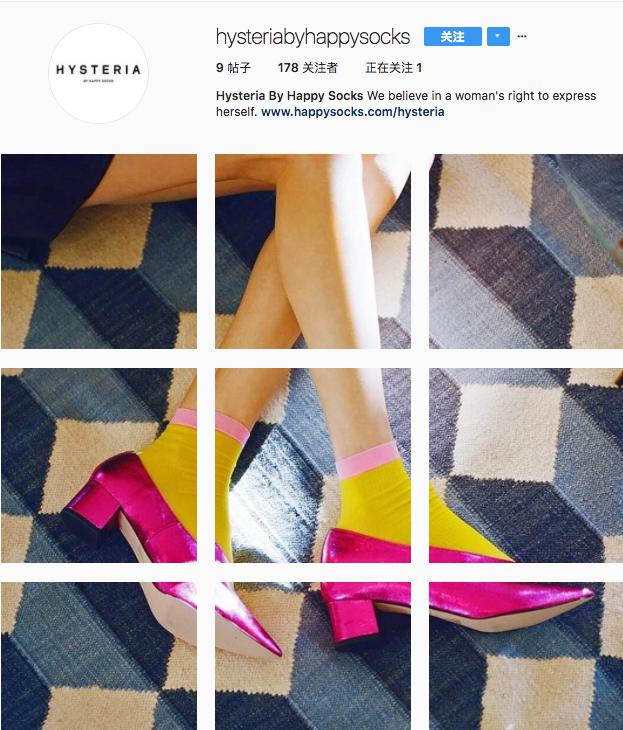 HYSTERIA
BY HAPPY SOCKS
hysteriabyhappysocks 关注 ···
9 帖子 178 关注者 正在关注 1
Hysteria By Happy Socks We believe in a woman's right to express
herself. www.happysocks.com/hysteria